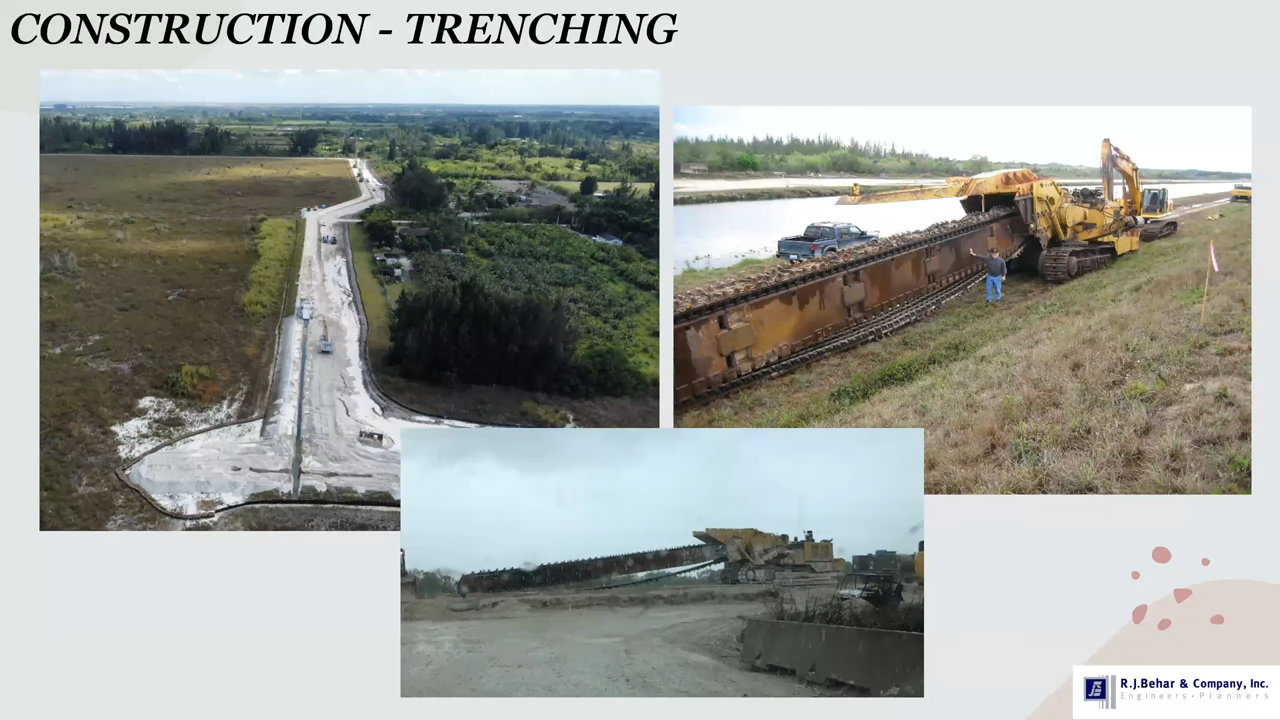 CONSTRUCTION - TRENCHING
R.J.Behar & Company, Inc.
Engineers•Planners